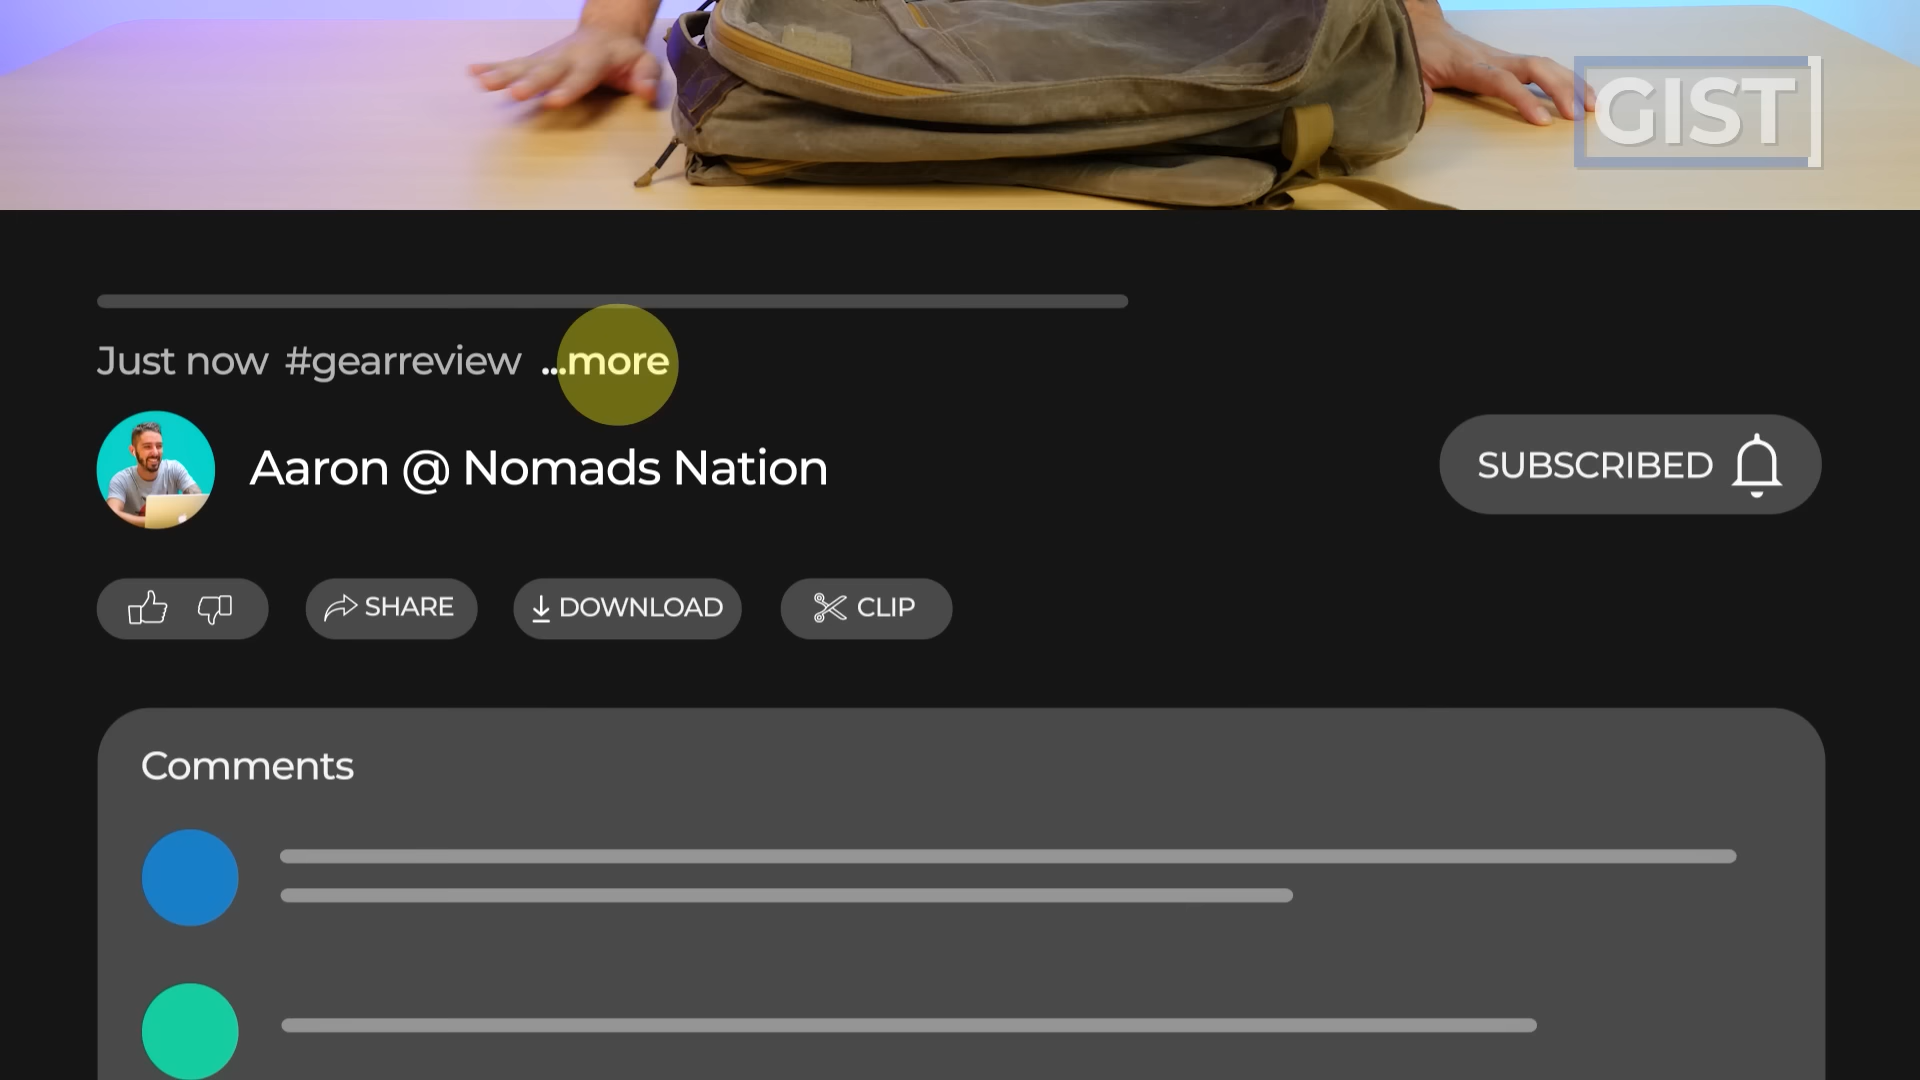 GIST
Just now #gearreview ...more
Aaron @ Nomads Nation
SUBSCRIBED
SHARE
DOWNLOAD
CLIP
Comments